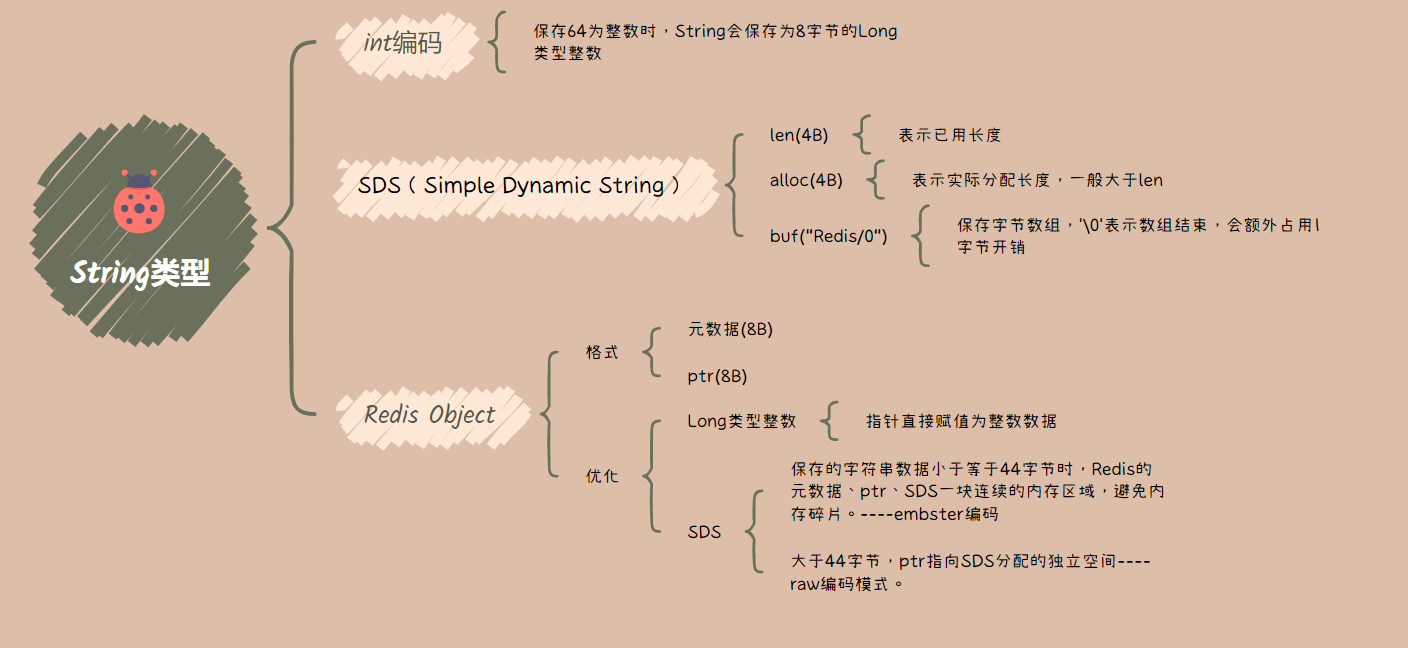 String类型
int编码
保存64为整数时，String会保存为8字节的Long
类型整数
SDS（Simple Dynamic String）
len(4B)
表示已用长度
alloc(4B)
表示实际分配长度，一般大于len
buf("Redis/0")
保存字节数组，'\0'表示数组结束，会额外占用1
字节开销
Redis Object
格式
元数据(8B)
ptr(8B)
优化
Long类型整数
指针直接赋值为整数数据
SDS
保存的字符串数据小于等于44字节时，Redis的
元数据、ptr、SDS一块连续的内存区域，避免内
存碎片。----embster编码
大于44字节，ptr指向SDS分配的独立空间----
raw编码模式。